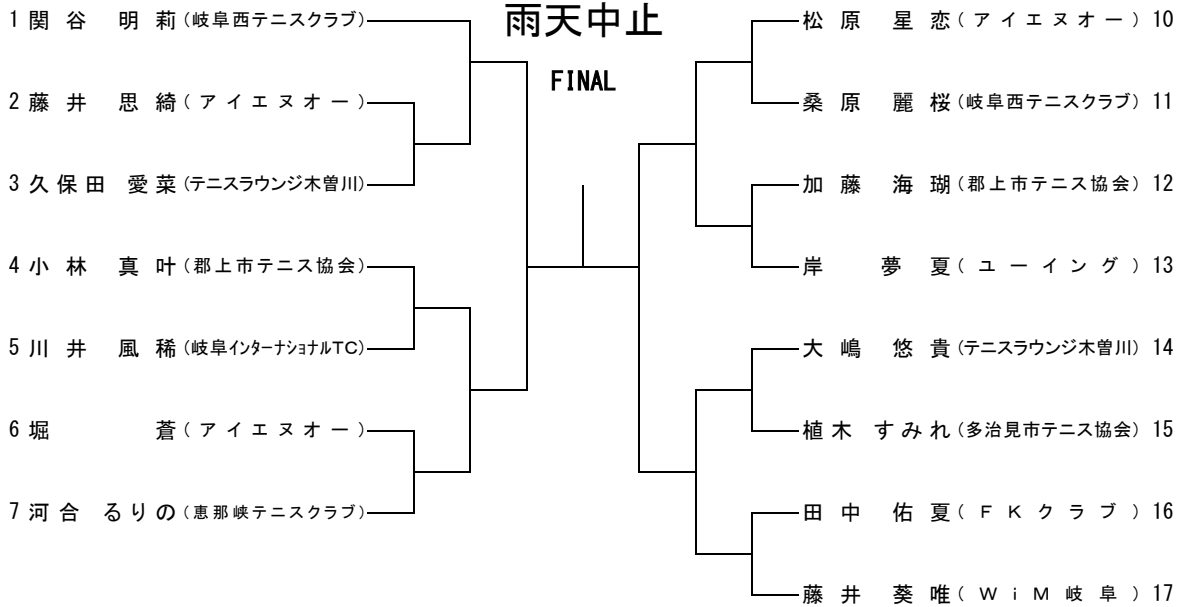 雨天中止
FINAL
1 関谷 明莉 (岐阜西テニスクラブ)
2 藤井 思綺 (アイエヌオー)
3 久保田 愛菜 (テニスラウンジ木曽川)
4 小林 真叶 (郡上市テニス協会)
5 川井 風稀 (岐阜インターナショナルTC)
6 堀 蒼 (アイエヌオー)
7 河合 るりの (恵那峡テニスクラブ)
松原 星恋 (アイエヌオー) 10
桑原 麗桜 (岐阜西テニスクラブ) 11
加藤 海瑚 (郡上市テニス協会) 12
岸 夢夏 (ユーイング) 13
大嶋 悠貴 (テニスラウンジ木曽川) 14
植木 すみれ (多治見市テニス協会) 15
田中 佑夏 (FKクラブ) 16
藤井 葵唯 (WiM岐阜) 17